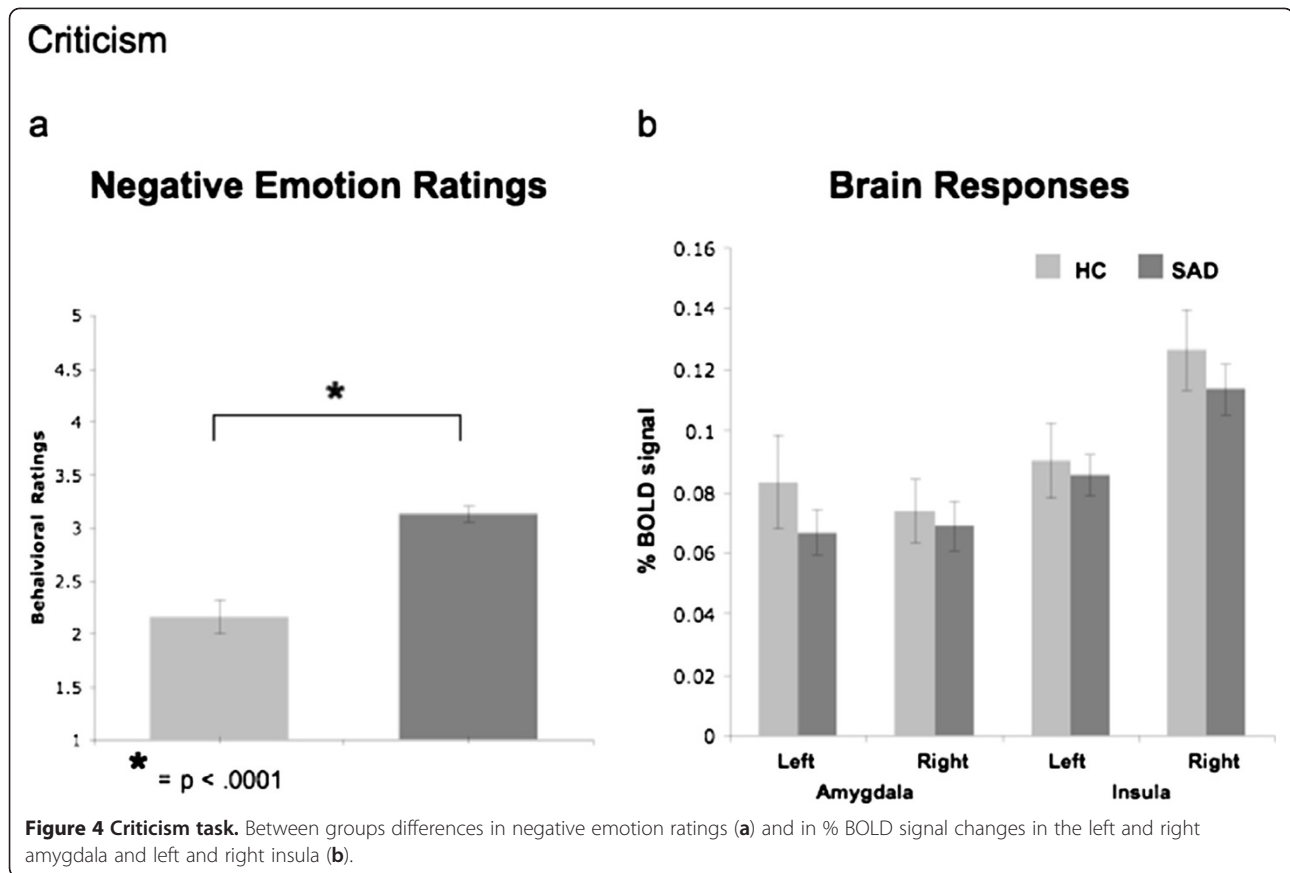 Criticism
a
Negative Emotion Ratings
5
4.5
4
3.5
3
2.5
2
1.5
1
Behaivioral Ratings
*
* = p < .0001
b
Brain Responses
HC SAD
0.16
0.14
0.12
0.1
0.08
0.06
0.04
0.02
0
% BOLD signal
Left Right Left Right
Amygdala Insula
Figure 4 Criticism task. Between groups differences in negative emotion ratings (a) and in % BOLD signal changes in the left and right
amygdala and left and right insula (b).